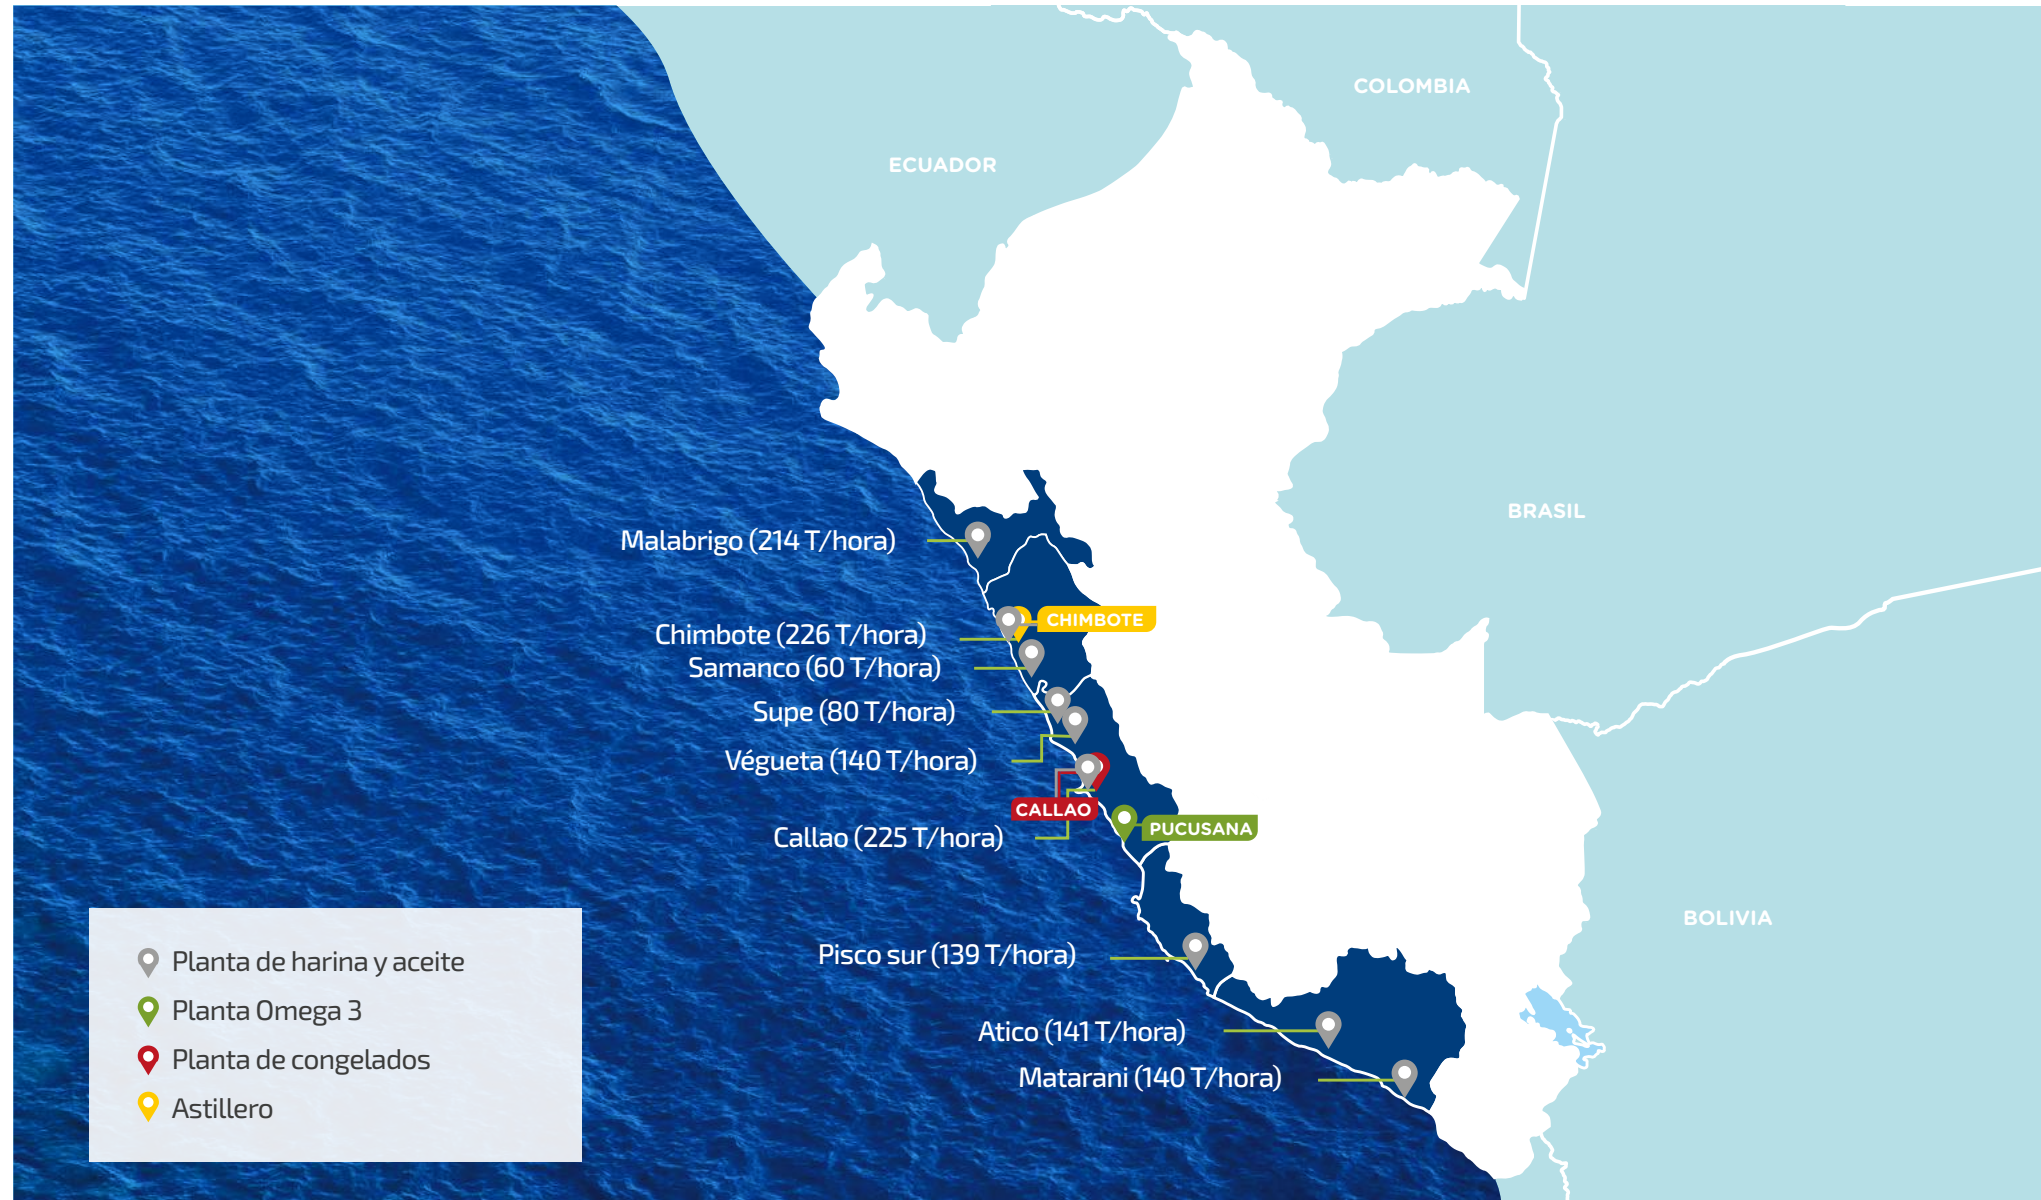 COLOMBIA
ECUADOR
BRASIL
Malabrigo (214 T/hora)
CHIMBOTE
Chimbote (226 T/hora)
Samanco (60 T/hora)
Supe (80 T/hora)
Végueta (140 T/hora)
CALLAO
PUCUSANA
Callao (225 T/hora)
BOLIVIA
Pisco sur (139 T/hora)
Atico (141 T/hora)
Matarani (140 T/hora)
Planta de harina y aceite
Planta Omega 3
Planta de congelados
Astillero